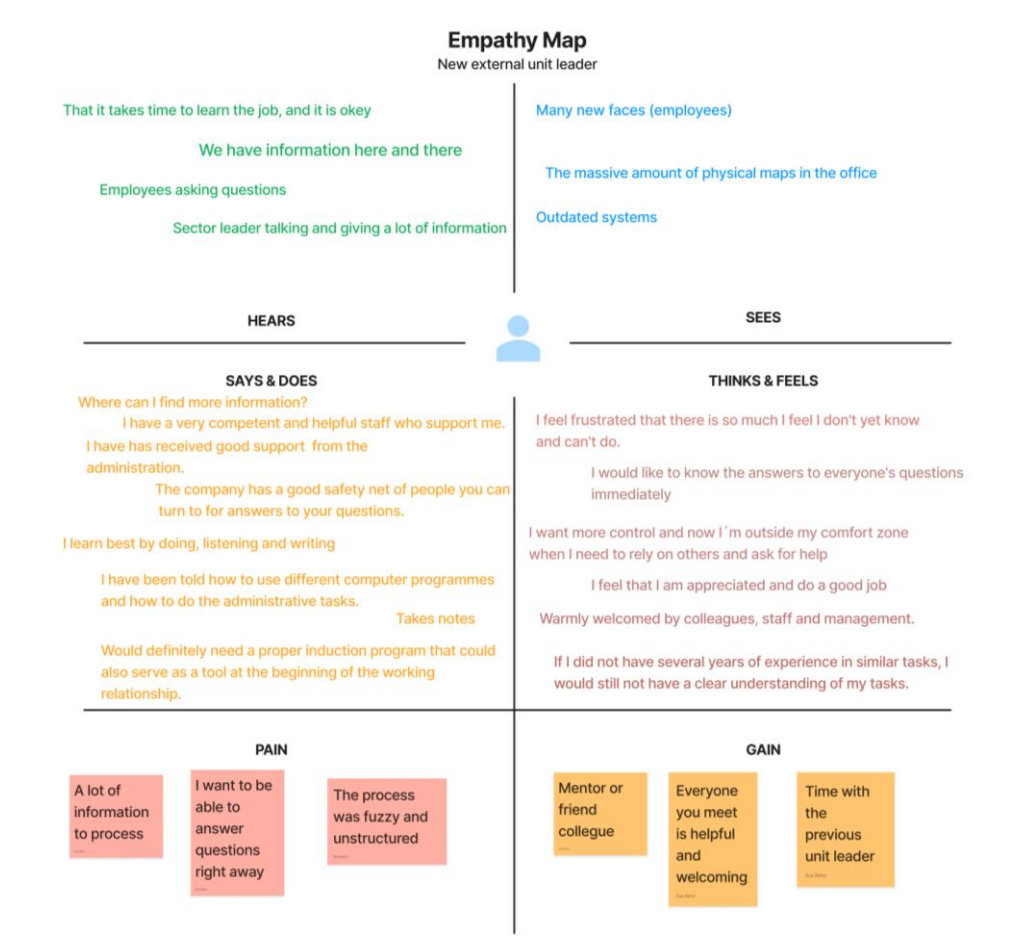 Empathy Map
New external unit leader
That it takes time to learn the job, and it is okey
We have information here and there
Employees asking questions
Sector leader talking and giving a lot of information
Many new faces (employees)
The massive amount of physical maps in the office
Outdated systems
HEARS
SEES
SAYS & DOES
Where can I find more information?
I have a very competent and helpful staff who support me.
I have has received good support from the
administration.
The company has a good safety net of people you can
turn to for answers to your questions.
I learn best by doing, listening and writing
I have been told how to use different computer programmes
and how to do the administrative tasks.
Takes notes
Would definitely need a proper induction program that could
also serve as a tool at the beginning of the working
relationship.
THINKS & FEELS
I feel frustrated that there is so much I feel I don't yet know
and can't do.
I would like to know the answers to everyone's questions
immediately
I want more control and now I´m outside my comfort zone
when I need to rely on others and ask for help
I feel that I am appreciated and do a good job
Warmly welcomed by colleagues, staff and management.
If I did not have several years of experience in similar tasks, I
would still not have a clear understanding of my tasks.
PAIN
A lot of
information
to process
I want to be
able to
answer
questions
right away
The process
was fuzzy and
unstructured
GAIN
Mentor or
friend
collegue
Everyone
you meet
is helpful
and
welcoming
Time with
the
previous
unit leader